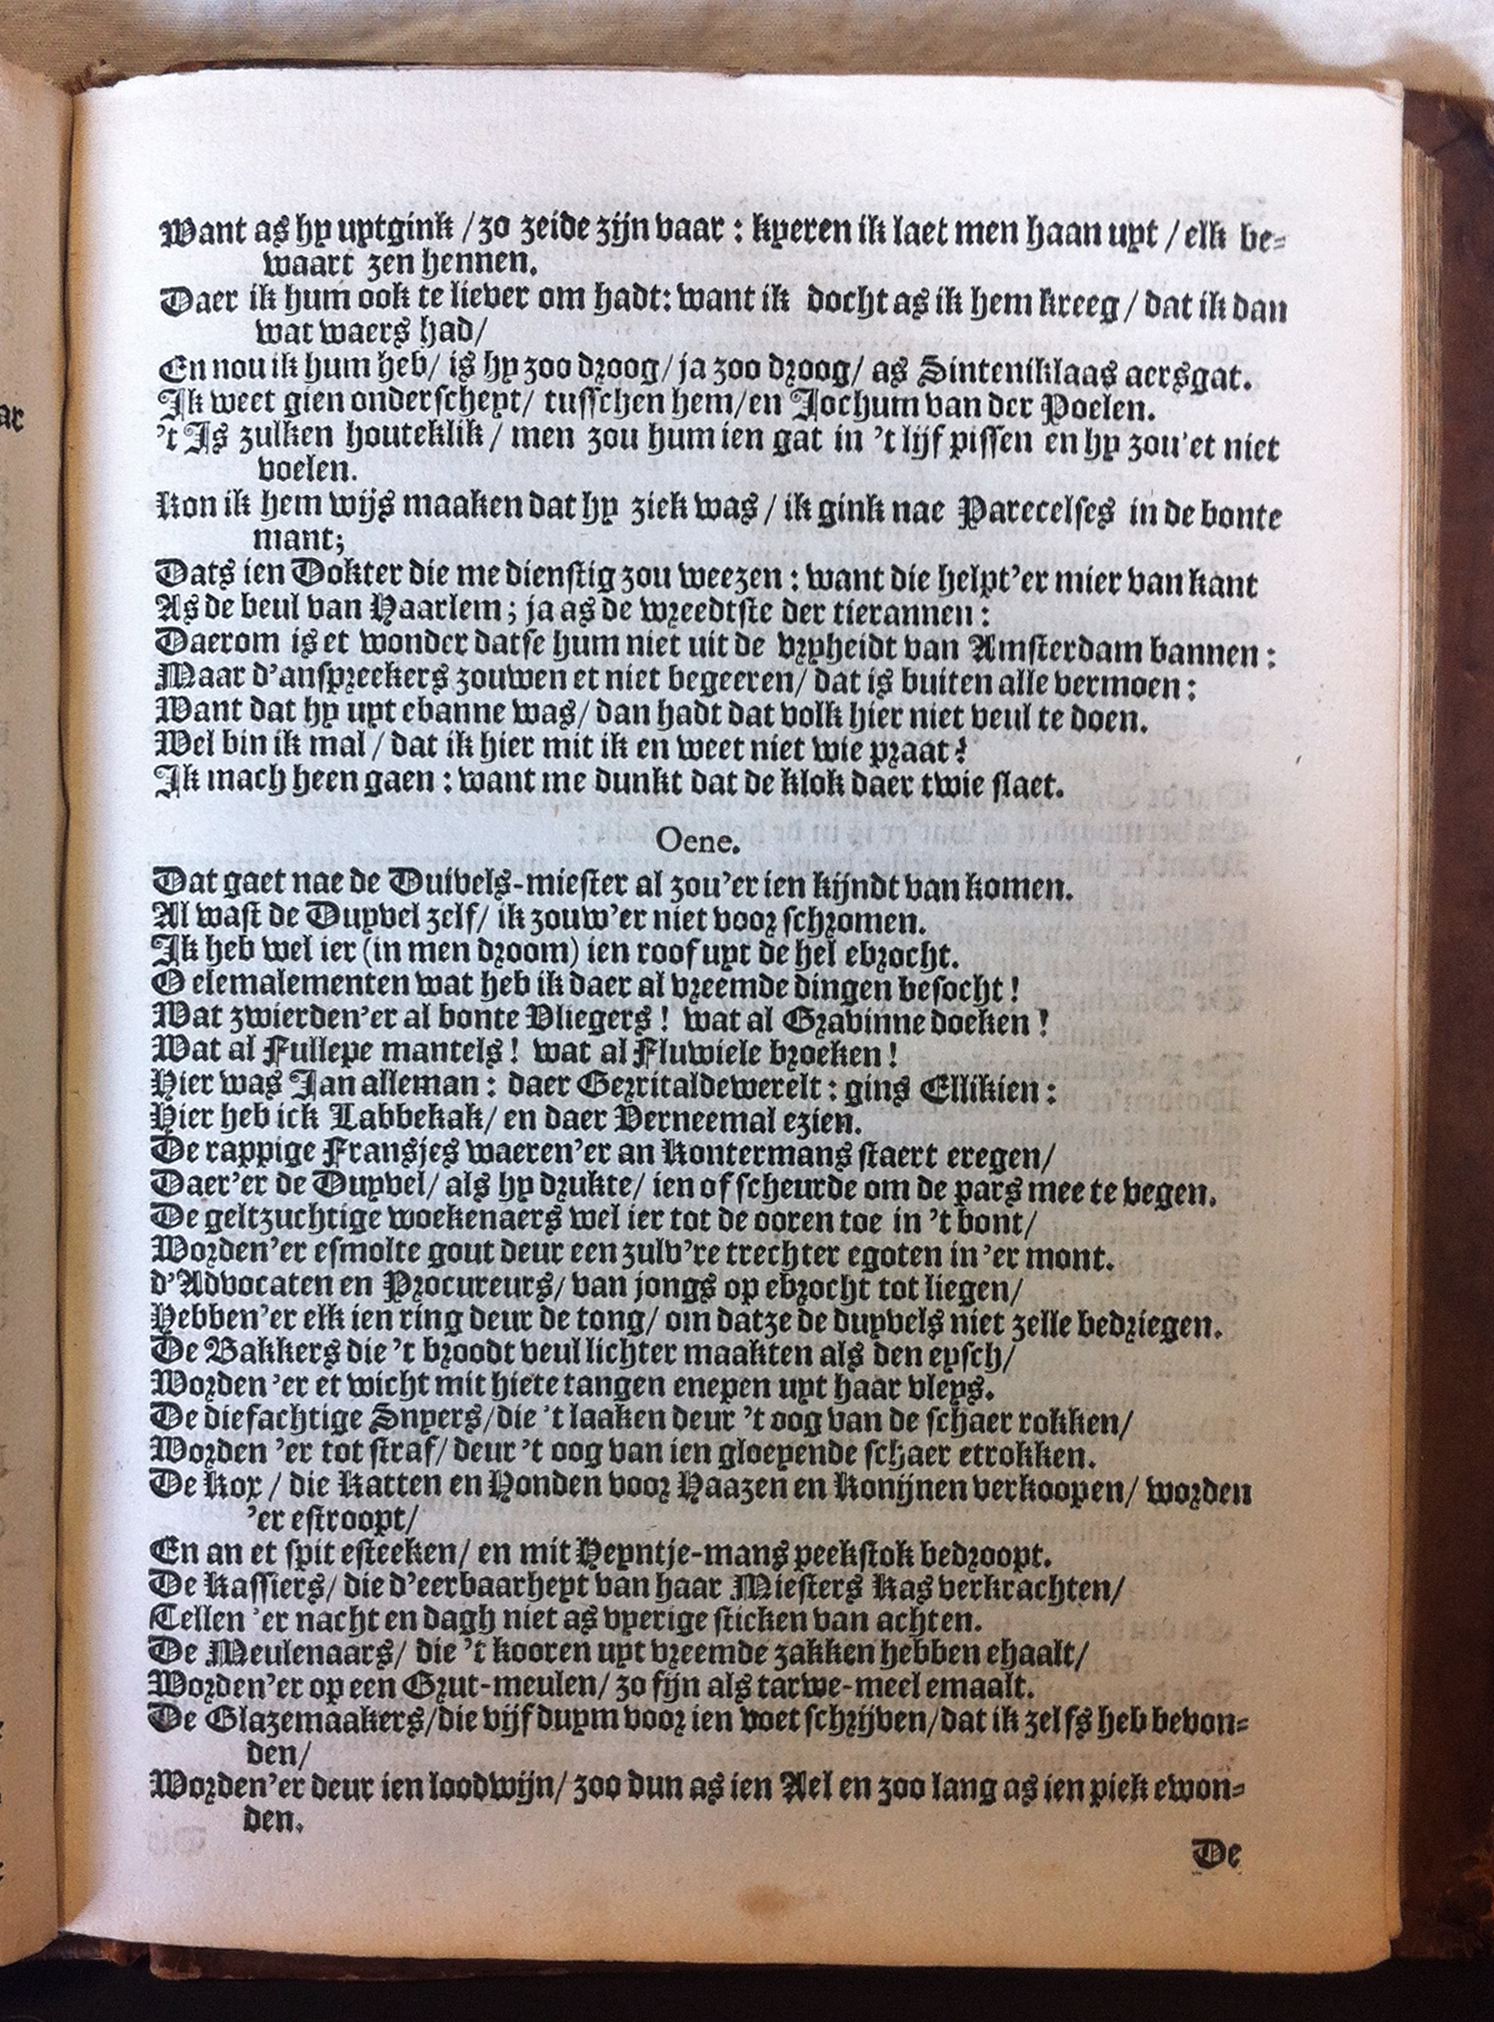 Want as hy uytgink / zo zeide zijn vaar : kyeren ik laet men haan uyt / elk be-
waart zen hennen.
Daer ik hum ook te liever om hadt: want ik docht as ik hem kreeg / dat ik dan
wat waers had/
En nou ik hum heb/ is hy zoo droog/ ja zoo droog/ as Sinteniklaas aersgat.
Ik weet gien onderscheyt/ tusschen hem/ en Jochum van der Poelen.
't Is zulken houteklik / men zou hum ien gat in 't lijf pissen en hy zou'et niet
voelen.
Kon ik hem wijs maaken dat hy ziek was / ik gink nae Parecelses in de bonte
mant;
Dats ien Dokter die me dienstig zou weezen : want die helpt'er mier van kant
As de beul van Haarlem ; ja as de wreedtste der tierannen :
Daerom is et wonder datse hum niet uit de vryheidt van Amsterdam bannen :
Maar d'anspreekers zouwen et niet begeeren/ dat is buiten alle vermoen :
Want dat hy uyt ebanne was/ dan hadt dat volk hier niet veul te doen.
Wel bin ik mal / dat ik hier mit ik en weet niet wie praat?
Ik mach heen gaen : want me dunkt dat de klok daer twie slaet.
Oene.
Dat gaet nae de Duivels-miester al zou'er ien kijndt van komen.
Al wast de Duyvel zelf/ ik zouw'er niet voor schromen.
Ik heb wel ier (in men droom) ien roof uyt de hel ebrocht.
O elemalementen wat heb ik daer al vreemde dingen besocht !
Wat zwierden'er al bonte Vliegers ! wat al Gravinne doeken !
Wat al Fullepe mantels ! wat al Fluwiele broeken !
Hier was Jan alleman : daer Gerritaldewerelt : gins Ellikien :
Hier heb ick Labbekak/ en daer Verneemal ezien.
De rappige Fransjes waeren'er an Kontermans staert eregen/
Daer'er de Duyvel/ als hy drukte/ ien of scheurde om de pars mee te vegen.
De geltzuchtige woekenaers wel ier tot de ooren toe in 't bont/
Worden'er esmolte gout deur een zulv're trechter egoten in 'er mont.
d'Advocaten en Procureurs/ van jongs op ebrocht tot liegen/
Hebben'er elk ien ring deur de tong/ om datze de duyvels niet zelle bedriegen.
De Bakkers die 't broodt veul lichter maakten als den eysch/
Worden 'er et wicht mit hiete tangen enepen uyt haar vleys.
De diefachtige Snyers/die 't laaken deur 't oog van de schaer rokken/
Worden 'er tot straf/ deur 't oog van ien gloeyende schaer etrokken.
De Kox / die Katten en Honden voor Haazen en Konijnen verkoopen/ worden
'er estroopt/
En an et spit esteeken/ en mit Heyntje-mans peekstok bedroopt.
De Kassiers/ die d'eerbaarheyt van haar Miesters Kas verkrachten/
Tellen 'er nacht en dagh niet as vyerige sticken van achten.
De Meulenaars/ die 't kooren uyt vreemde zakken hebben ehaalt/
Worden'er op een Grut-meulen/ zo fijn als tarwe-meel emaalt.
De Glazemaakers/die vijf duym voor ien voet schrijven/dat ik zelfs heb bevon-
den/
Worden'er deur ien loodwijn/ zoo dun as ien Ael en zoo lang as ien piek ewon-
den.
De